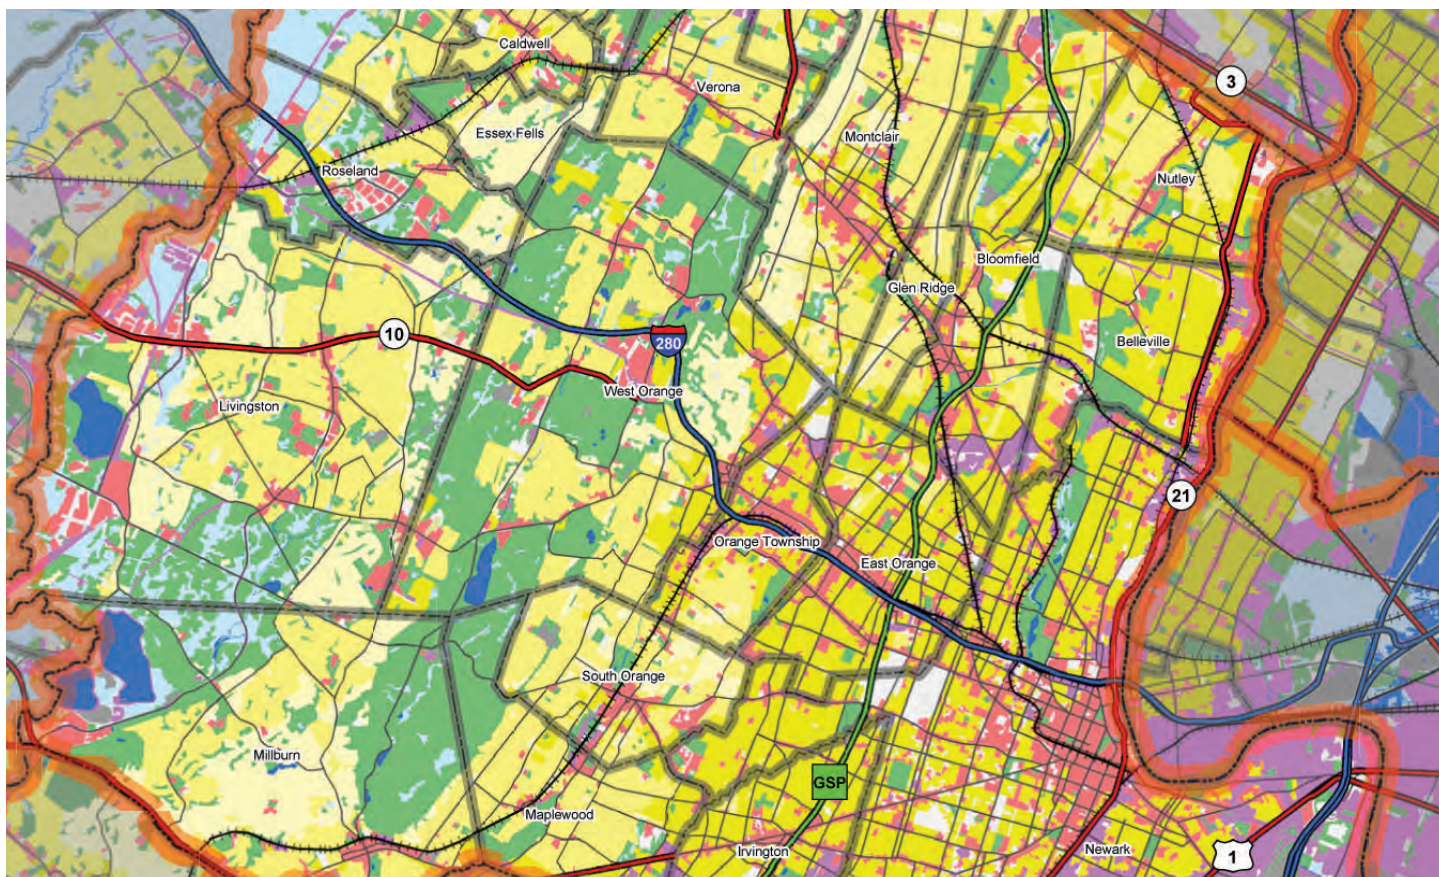 Caldwell
Verona
3
Essex Fells
Montclair
Roseland
Nutley
Bloomfield
Glen Ridge
10
280
Belleville
West Orange
Livingston
21
Orange Township
East Orange
South Orange
Millburn
GSP
Maplewood
Irvington
Newark
1